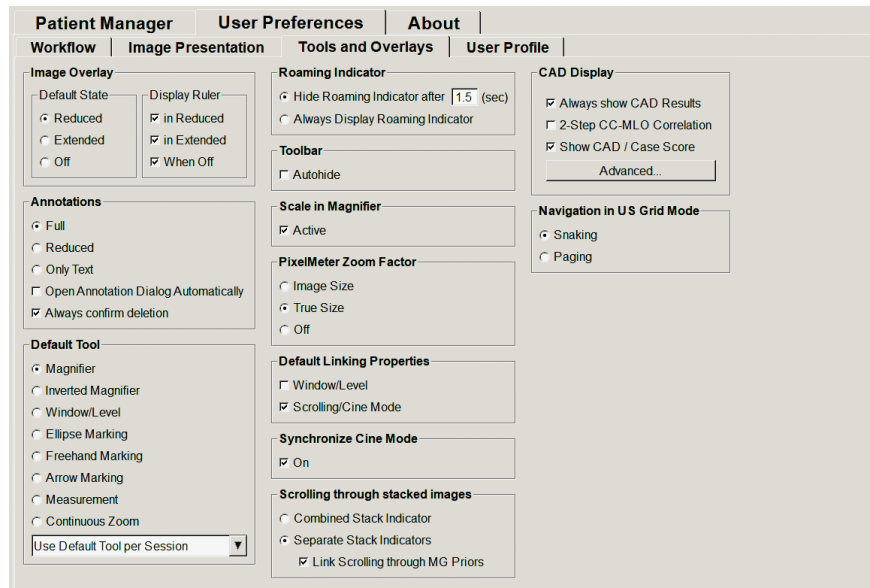 Patient Manager
User Preferences
About
Workflow
Image Presentation
Tools and Overlays
User Profile
Image Overlay
Default State
Reduced
Extended
Off
Display Ruler
in Reduced
in Extended
When Off
Annotations
Full
Reduced
Only Text
Open Annotation Dialog Automatically
Always confirm deletion
Default Tool
Magnifier
Inverted Magnifier
Window/Level
Ellipse Marking
Freehand Marking
Arrow Marking
Measurement
Continuous Zoom
Use Default Tool per Session
Roaming Indicator
Hide Roaming Indicator after 1.5 (sec)
Always Display Roaming Indicator
Toolbar
Autohide
Scale in Magnifier
Active
PixelMeter Zoom Factor
Image Size
True Size
Off
Default Linking Properties
Window/Level
Scrolling/Cine Mode
Synchronize Cine Mode
On
Scrolling through stacked images
Combined Stack Indicator
Separate Stack Indicators
Link Scrolling through MG Priors
CAD Display
Always show CAD Results
2-Step CC-MLO Correlation
Show CAD / Case Score
Advanced...
Navigation in US Grid Mode
Snaking
Paging